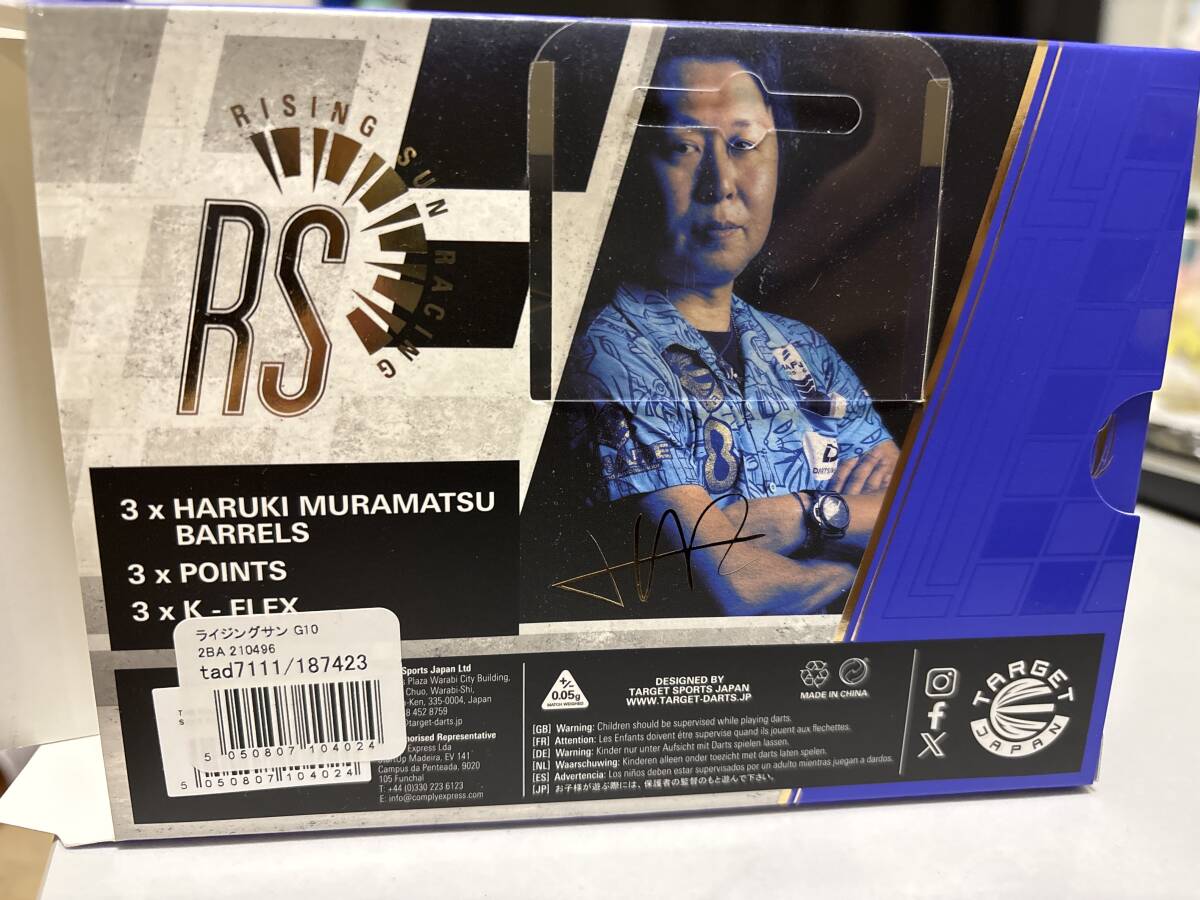 RISING SUN RACING
RS
3 x HARUKI MURAMATSU
BARRELS
3 x POINTS
3 x K - FLEX
ライジングサン G10
2BA 210496
tad7111/187423
5 050807 104024
5 050807 104024
Sports Japan Ltd
Plaza Warabi City Building,
Chuo, Warabi-Shi,
335-0004, Japan
8 452 8759
target-darts.jp
Representative
Express Lda
Madeira, EV 141
Campus da Penteada, 9020
105 Funchal
T: +44 (0)330 223 6123
E: info@complyexpress.com
+/-
0.05g
MATCH WEIGHED
DESIGNED BY
TARGET SPORTS JAPAN
WWW.TARGET-DARTS.JP
MADE IN CHINA
[GB] Warning: Children should be supervised while playing darts.
[FR] Attention: Les Enfants doivent être supervise quand ils jouent aux flechettes.
[DE] Warning: Kinder nur unter Aufsicht mit Darts spielen lassen.
[NL] Waarschuwing: Kinderen alleen onder toezicht met darts laten spelen.
[ES] Advertencia: Los niños deben estar supervisados por un adulto mientras juegan a dardos.
[JP] お子様が遊ぶ際には、保護者の監督のもと遊んで下さい。
TARGET
JAPAN